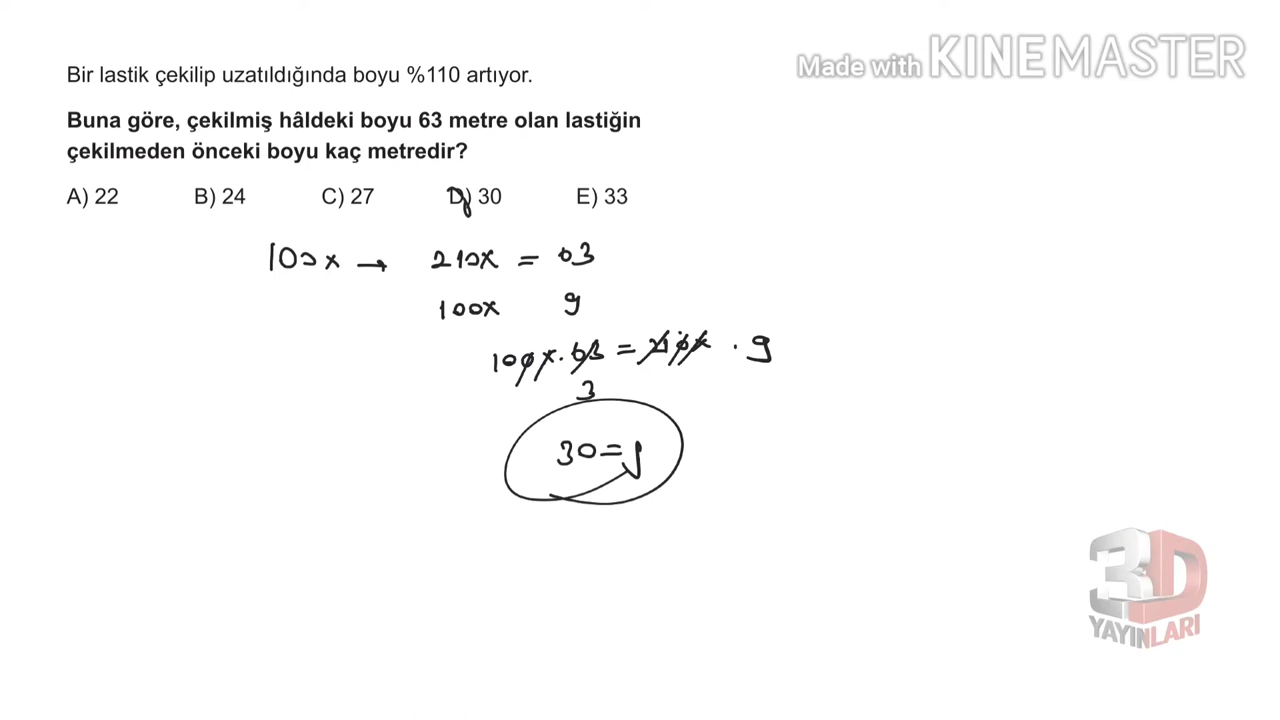 Made with KINEMASTER
Bir lastik çekilip uzatıldığında boyu %110 artıyor.
Buna göre, çekilmiş hâldeki boyu 63 metre olan lastiğin
çekilmeden önceki boyu kaç metredir?
A) 22 B) 24 C) 27 D) 30 E) 33
100x → 210x = 63
100x 9
100x . 63 = 210x . 9
3
30 =
3D
YAYINLARI